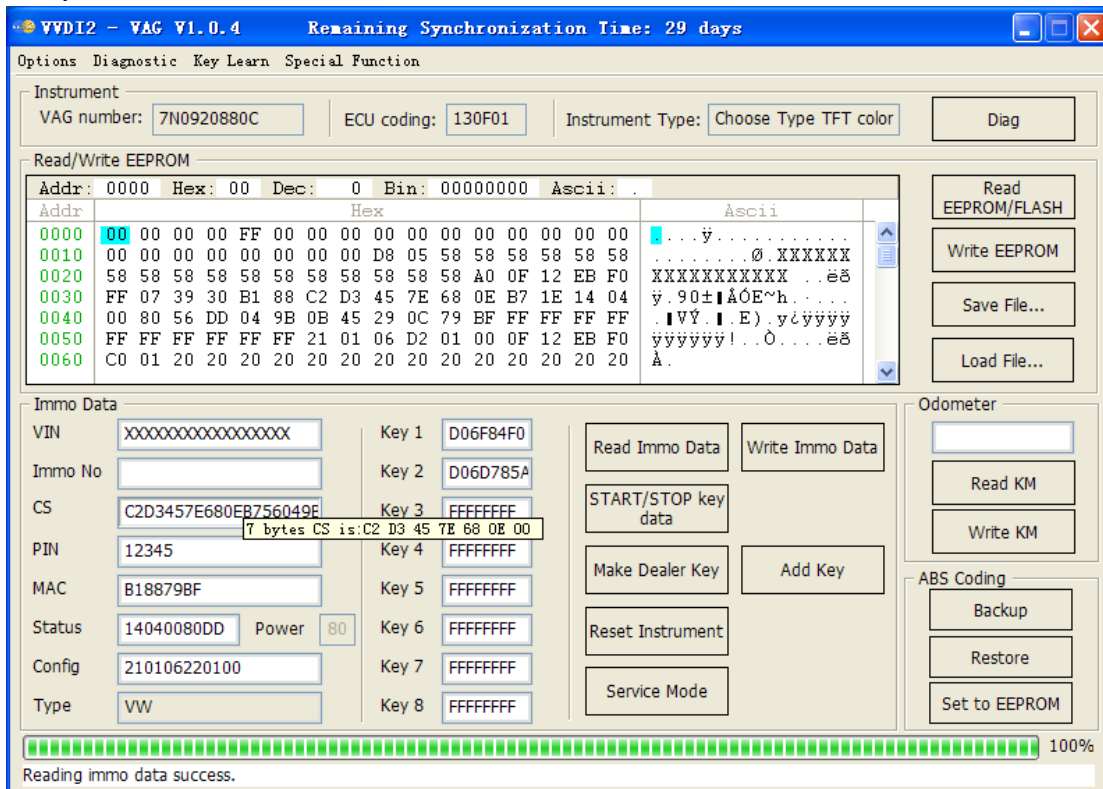 VVDI2 - VAG V1.0.4 Remaining Synchronization Time: 29 days
Options Diagnostic Key Learn Special Function
Instrument
VAG number: 7N0920880C ECU coding: 130F01 Instrument Type: Choose Type TFT color Diag
Read/Write EEPROM
Addr: 0000 Hex: 00 Dec: 0 Bin: 00000000 Ascii: .
Addr Hex Ascii
0000 00 00 00 00 FF 00 00 00 00 00 00 00 00 00 00 00 ....ÿ...........
0010 00 00 00 00 00 00 00 00 D8 05 58 58 58 58 58 58 ........Ø.XXXXXX
0020 58 58 58 58 58 58 58 58 58 58 58 A0 0F 12 EB F0 XXXXXXXXXXX ..ëð
0030 FF 07 39 30 B1 88 C2 D3 45 7E 68 0E B7 1E 14 04 ÿ.90±▮ÂÓE~h.·...
0040 00 80 56 DD 04 9B 0B 45 29 0C 79 BF FF FF FF FF .▮VÝ.▮.E).y¿ÿÿÿÿ
0050 FF FF FF FF FF FF 21 01 06 D2 01 00 0F 12 EB F0 ÿÿÿÿÿÿ!..Ò....ëð
0060 C0 01 20 20 20 20 20 20 20 20 20 20 20 20 20 20 À.
Read EEPROM/FLASH
Write EEPROM
Save File...
Load File...
Immo Data
VIN XXXXXXXXXXXXXXXXX
Immo No
CS C2D3457E680EB756049E
7 bytes CS is:C2 D3 45 7E 68 0E 00
PIN 12345
MAC B18879BF
Status 14040080DD Power 80
Config 210106220100
Type VW
Key 1 D06F84F0
Key 2 D06D785A
Key 3 FFFFFFFF
Key 4 FFFFFFFF
Key 5 FFFFFFFF
Key 6 FFFFFFFF
Key 7 FFFFFFFF
Key 8 FFFFFFFF
Read Immo Data Write Immo Data
START/STOP key data
Make Dealer Key Add Key
Reset Instrument
Service Mode
Odometer
Read KM
Write KM
ABS Coding
Backup
Restore
Set to EEPROM
100%
Reading immo data success.